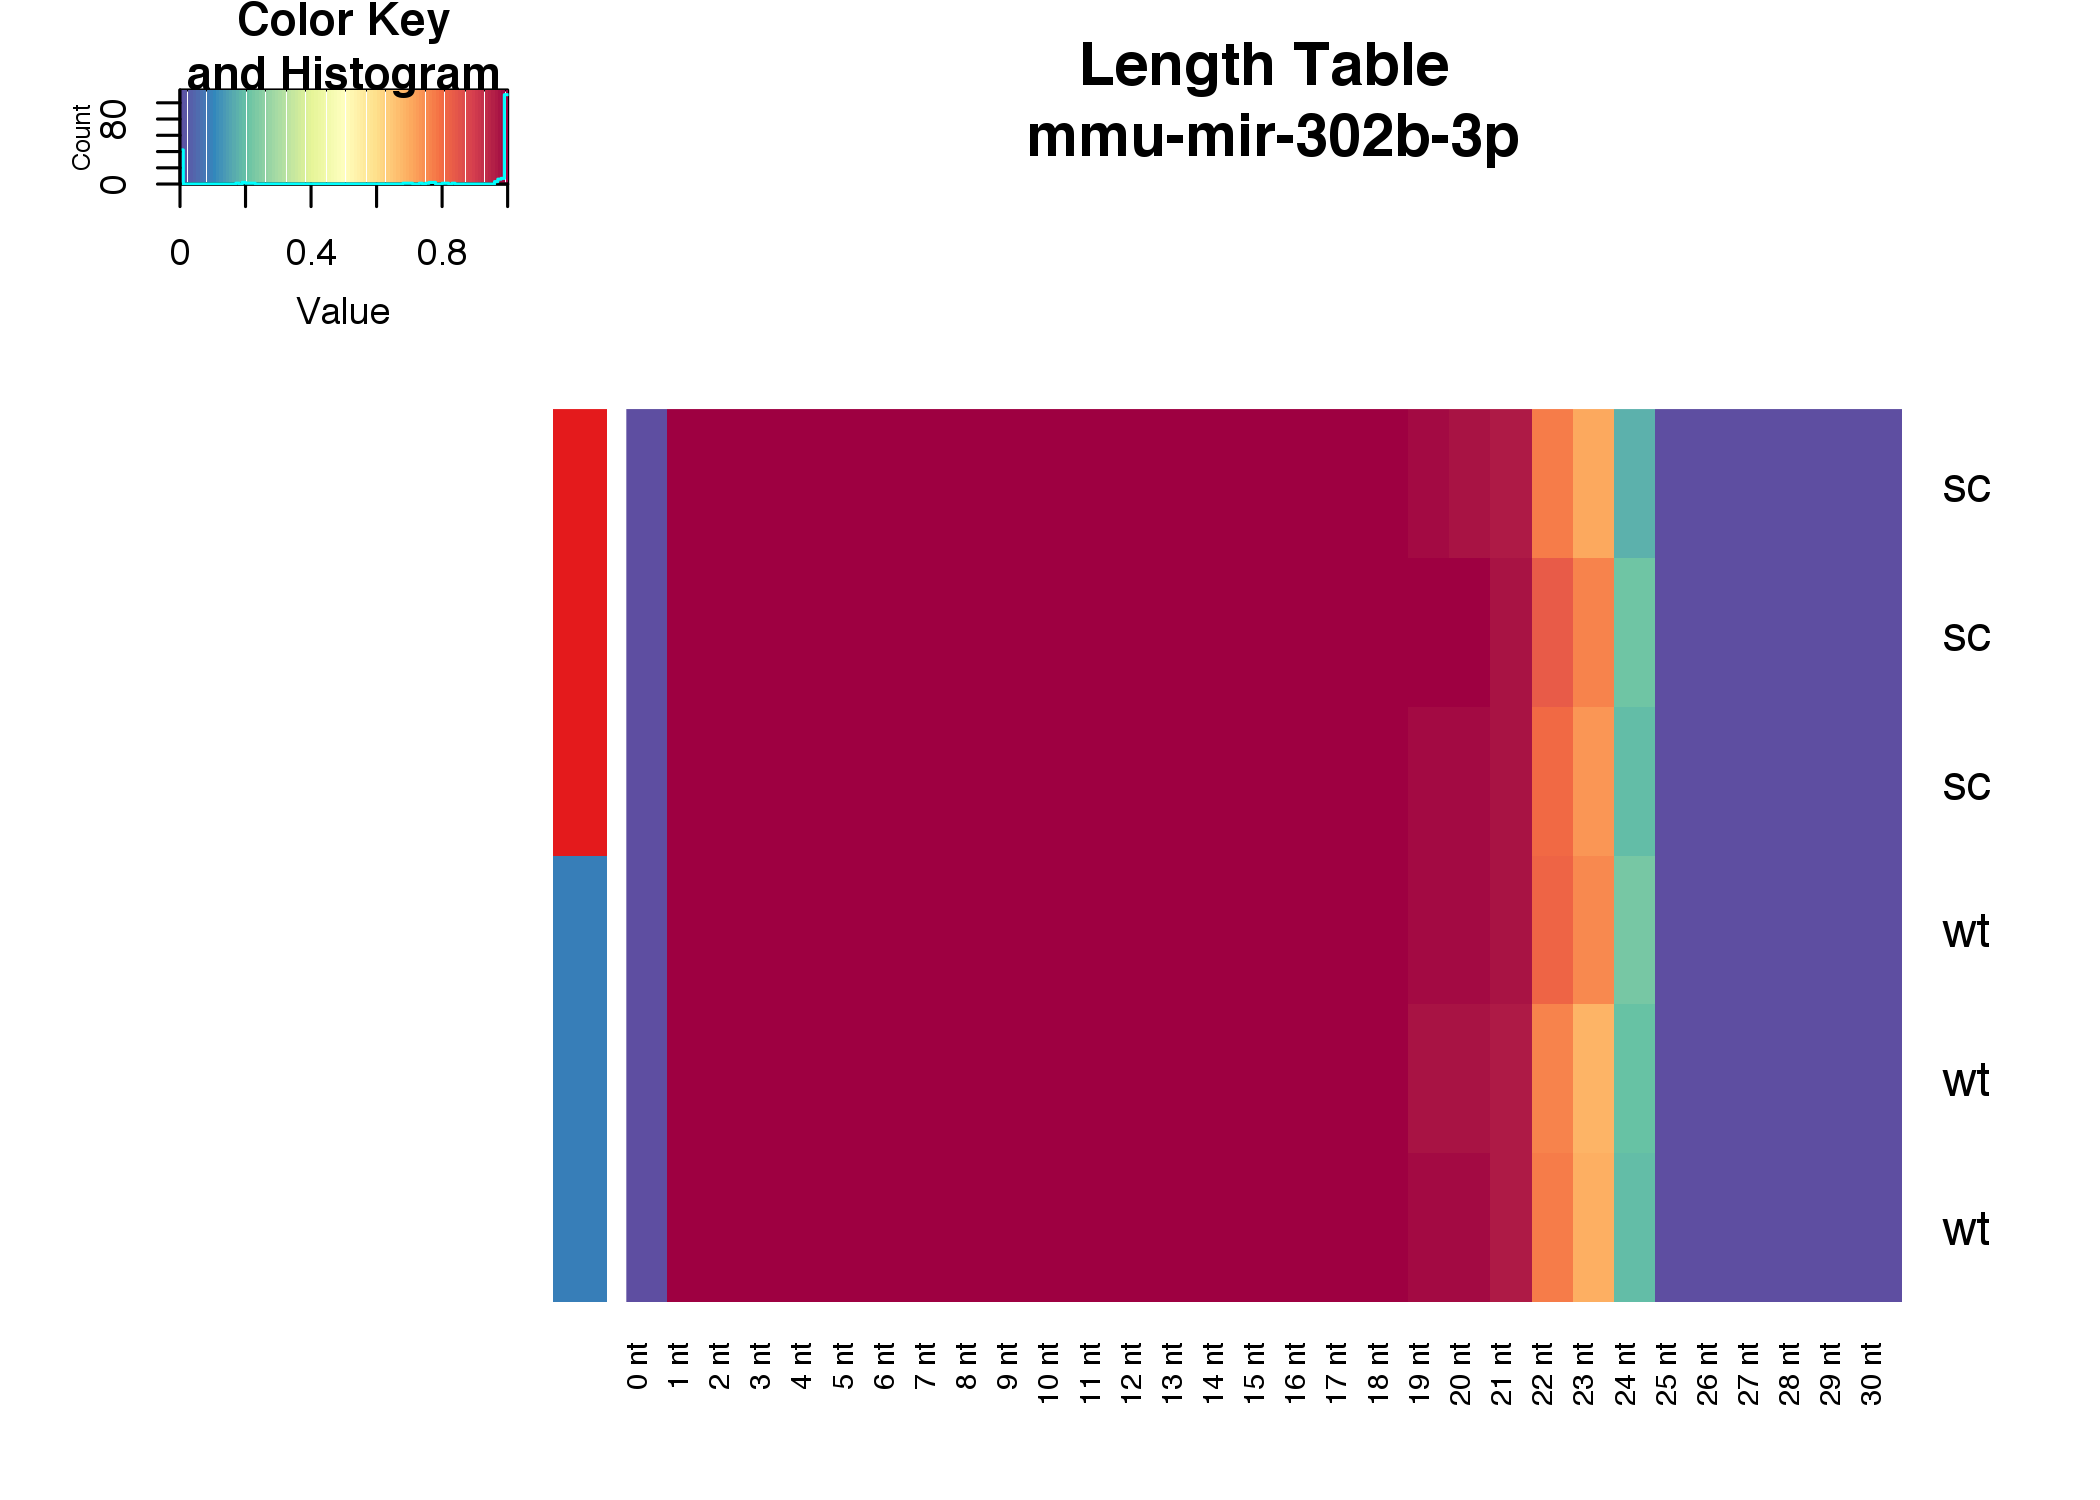 Color Key
and Histogram
Count
0
80
0
0.4
0.8
Value
Length Table
mmu-mir-302b-3p
sc
sc
sc
wt
wt
wt
0 nt
1 nt
2 nt
3 nt
4 nt
5 nt
6 nt
7 nt
8 nt
9 nt
10 nt
11 nt
12 nt
13 nt
14 nt
15 nt
16 nt
17 nt
18 nt
19 nt
20 nt
21 nt
22 nt
23 nt
24 nt
25 nt
26 nt
27 nt
28 nt
29 nt
30 nt